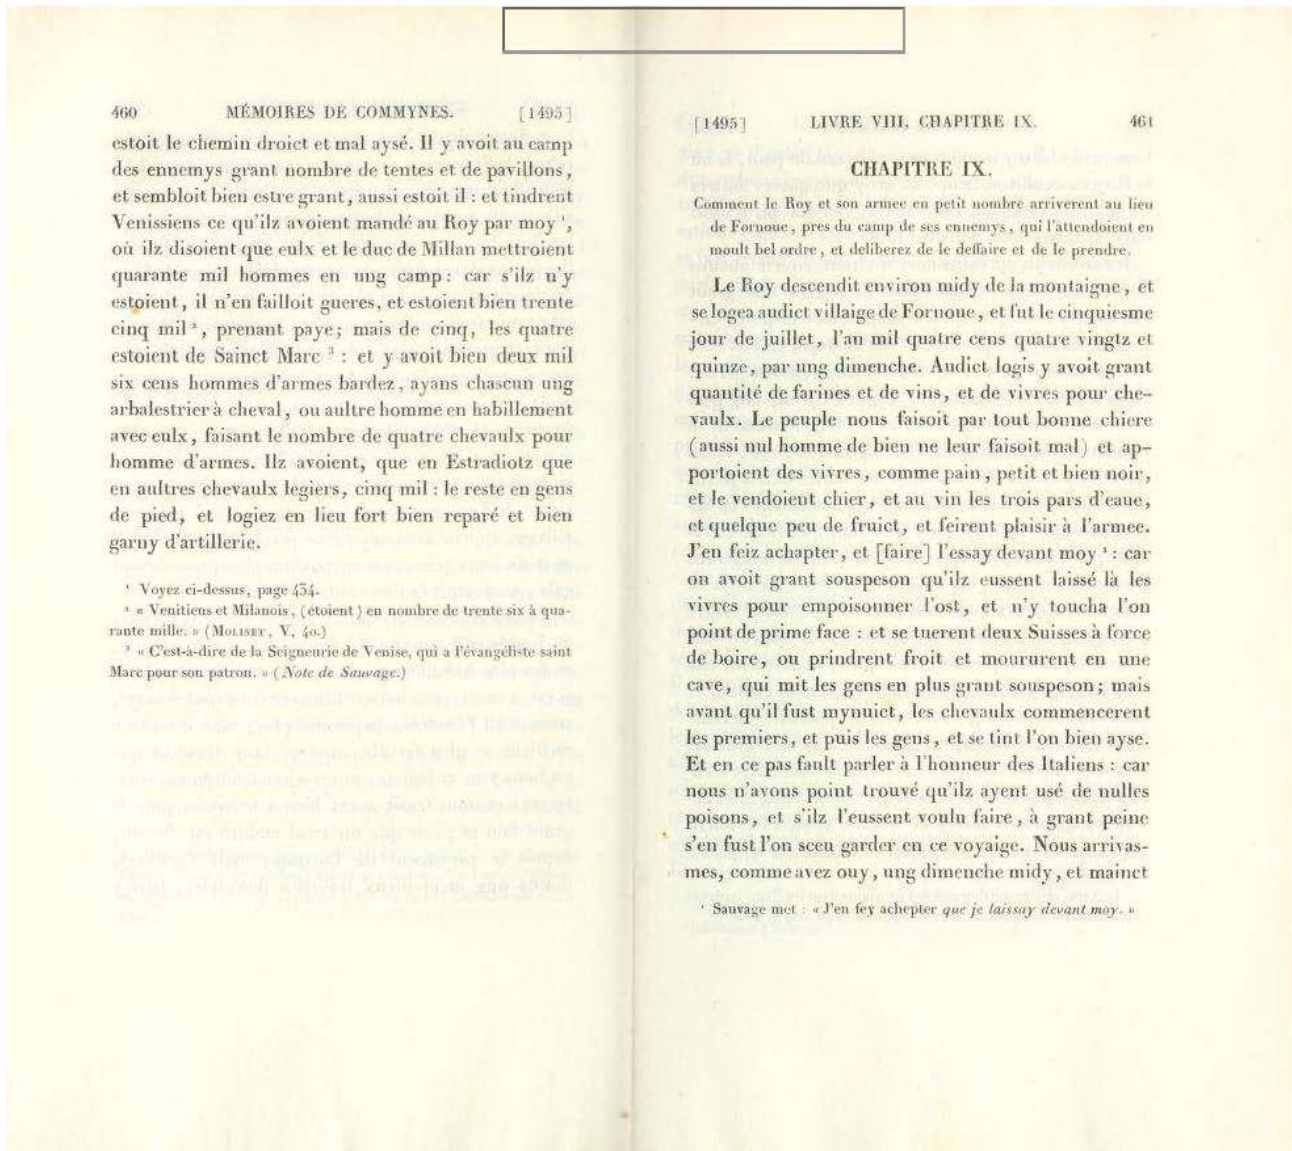 460 MÉMOIRES DE COMMYNES. [1495]
estoit le chemin droict et mal aysé. Il y avoit au camp
des ennemys grant nombre de tentes et de pavillons,
et sembloit bien estre grant, aussi estoit il : et tindrent
Venissiens ce qu'ilz avoient mandé au Roy par moy ¹,
où ilz disoient que eulx et le duc de Millan mettroient
quarante mil hommes en ung camp : car s'ilz n'y
estoient, il n'en failloit gueres, et estoient bien trente
cinq mil ², prenant paye; mais de cinq, les quatre
estoient de Sainct Marc ³ : et y avoit bien deux mil
six cens hommes d'armes bardez, ayans chascun ung
arbalestrier à cheval, ou aultre homme en habillement
avec eulx, faisant le nombre de quatre chevaulx pour
homme d'armes. Ilz avoient, que en Estradiotz que
en aultres chevaulx legiers, cinq mil : le reste en gens
de pied, et logiez en lieu fort bien reparé et bien
garny d'artillerie.
¹ Voyez ci-dessus, page 434.
² « Venitiens et Milanois, (étoient) en nombre de trente six à qua-
rante mille. » (MOLINET, V, 40.)
³ « C'est-à-dire de la Seigneurie de Venise, qui a l'évangéliste saint
Marc pour son patron. » (Note de Sauvage.)
[1495] LIVRE VIII, CHAPITRE IX. 461
CHAPITRE IX.
Comment le Roy et son armee en petit nombre arriverent au lieu
de Fornoue, pres du camp de ses ennemys, qui l'attendoient en
moult bel ordre, et deliberez de le deffaire et de le prendre.
Le Roy descendit environ midy de la montaigne, et
se logea audict villaige de Fornoue, et fut le cinquiesme
jour de juillet, l'an mil quatre cens quatre vingtz et
quinze, par ung dimenche. Audict logis y avoit grant
quantité de farines et de vins, et de vivres pour che-
vaulx. Le peuple nous faisoit par tout bonne chiere
(aussi nul homme de bien ne leur faisoit mal) et ap-
portoient des vivres, comme pain, petit et bien noir,
et le vendoient chier, et au vin les trois pars d'eaue,
et quelque peu de fruict, et feirent plaisir à l'armee.
J'en feiz achapter, et [faire] l'essay devant moy ¹ : car
on avoit grant souspeson qu'ilz eussent laissé là les
vivres pour empoisonner l'ost, et n'y toucha l'on
point de prime face : et se tuerent deux Suisses à force
de boire, ou prindrent froit et moururent en une
cave, qui mit les gens en plus grant souspeson; mais
avant qu'il fust mynuict, les chevaulx commencerent
les premiers, et puis les gens, et se tint l'on bien ayse.
Et en ce pas fault parler à l'honneur des Italiens : car
nous n'avons point trouvé qu'ilz ayent usé de nulles
poisons, et s'ilz l'eussent voulu faire, à grant peine
s'en fust l'on sceu garder en ce voyaige. Nous arrivas-
mes, comme avez ouy, ung dimenche midy, et mainct
¹ Sauvage met : « J'en fey achepter que je laissay devant moy. »